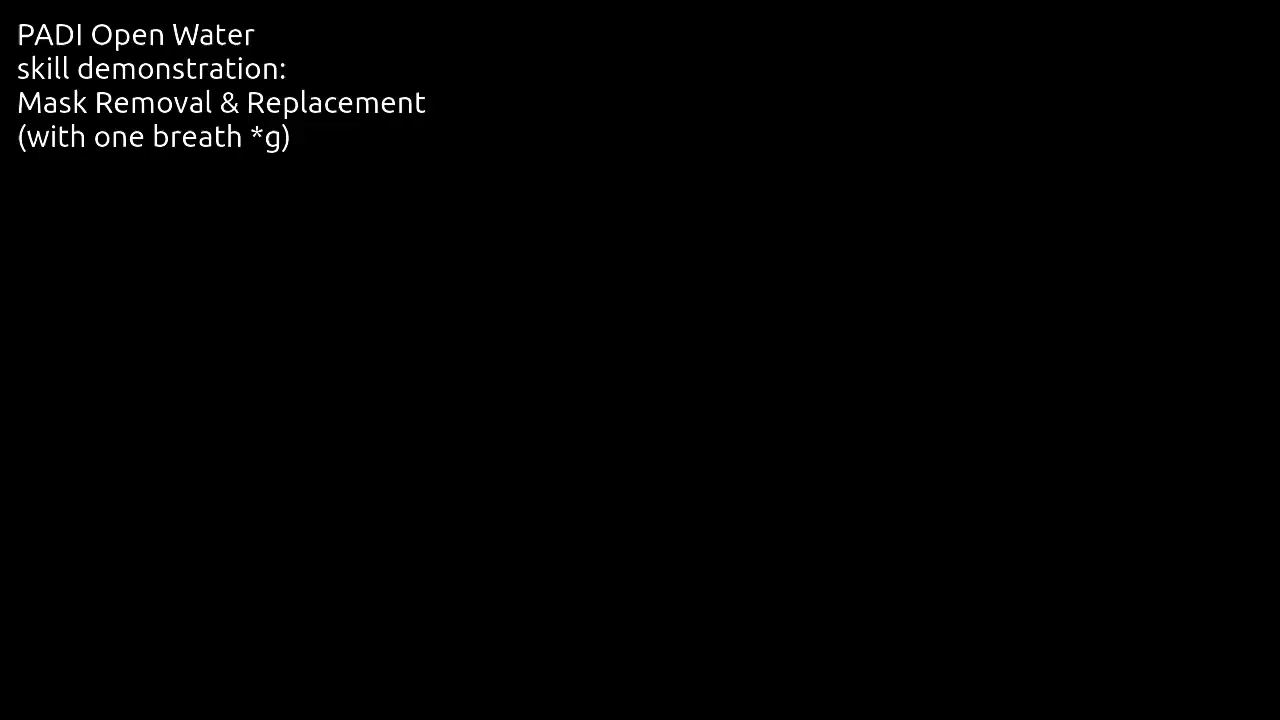 PADI Open Water
skill demonstration:
Mask Removal & Replacement
(with one breath *g)